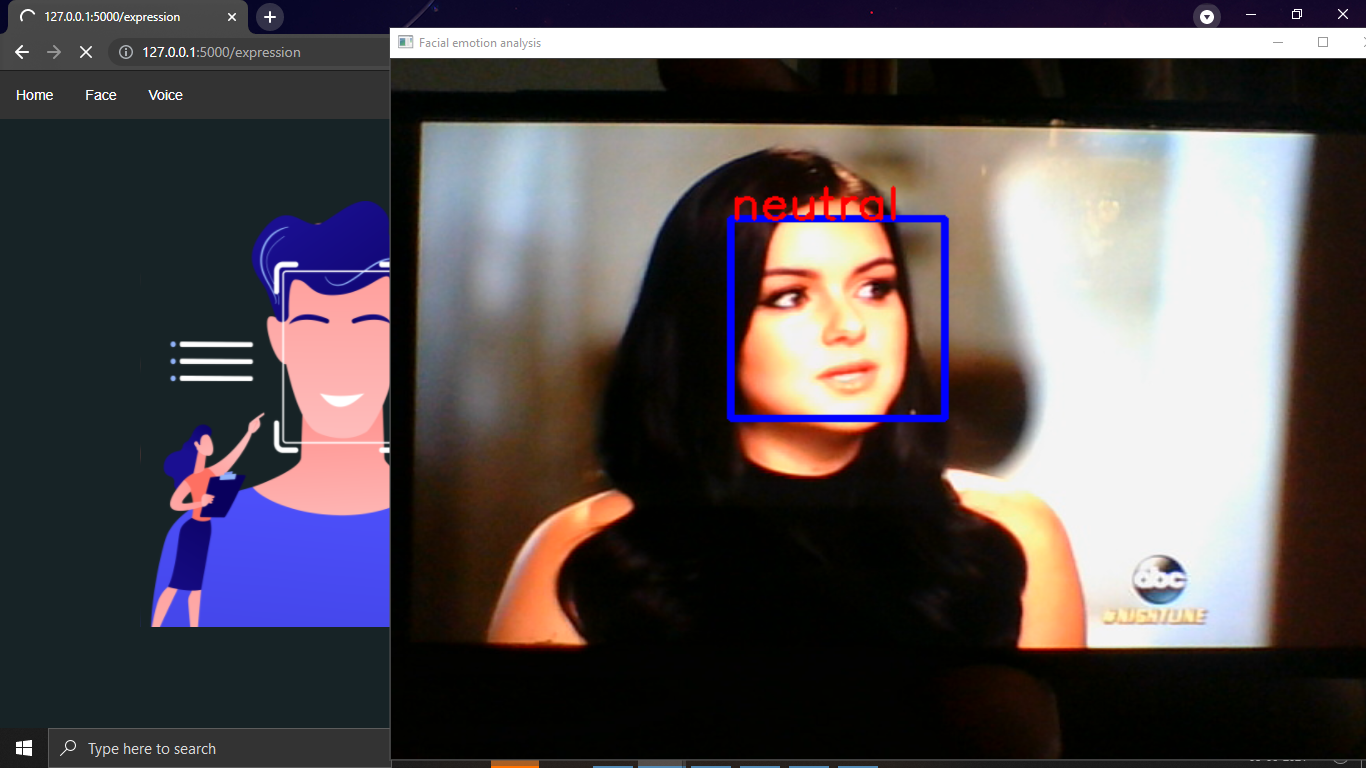 127.0.0.1:5000/expression
127.0.0.1:5000/expression
Facial emotion analysis
Home
Face
Voice
neutral
abc
#NIGHTLINE
Type here to search